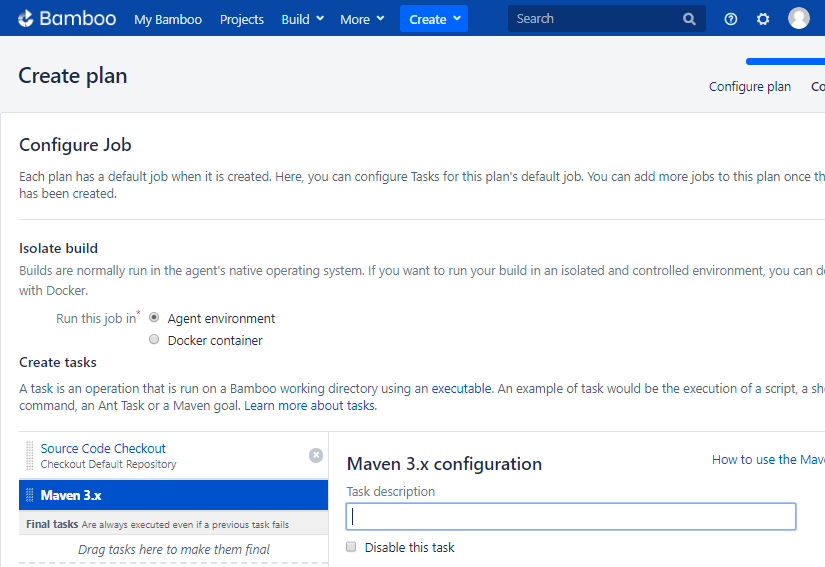 Bamboo My Bamboo Projects Build More Create Search
Create plan
Configure plan
Configure Job
Each plan has a default job when it is created. Here, you can configure Tasks for this plan's default job. You can add more jobs to this plan once
has been created.
Isolate build
Builds are normally run in the agent's native operating system. If you want to run your build in an isolated and controlled environment, you can
with Docker.
Run this job in* Agent environment
Docker container
Create tasks
A task is an operation that is run on a Bamboo working directory using an executable. An example of task would be the execution of a script, a
command, an Ant Task or a Maven goal. Learn more about tasks.
Source Code Checkout
Checkout Default Repository
Maven 3.x
Final tasks Are always executed even if a previous task fails
Drag tasks here to make them final
Maven 3.x configuration
How to use the
Task description
Disable this task